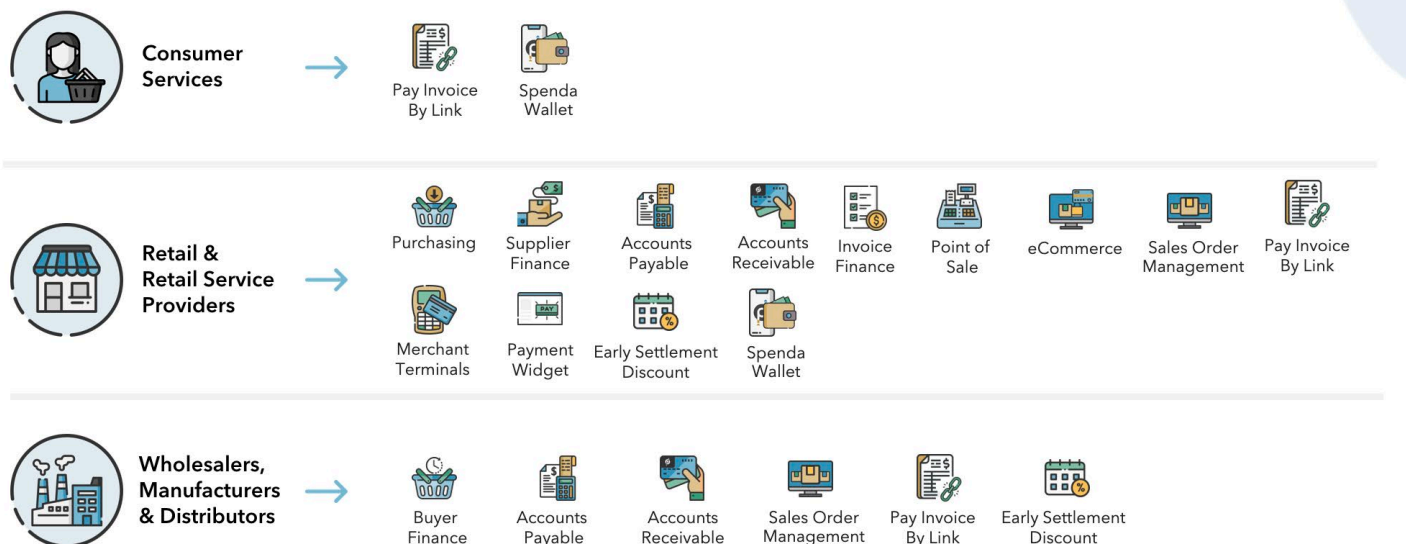 Consumer
Services
Pay Invoice
By Link
Spenda
Wallet
Retail &
Retail Service
Providers
Purchasing
Supplier
Finance
Accounts
Payable
Accounts
Receivable
Invoice
Finance
Point of
Sale
eCommerce
Sales Order
Management
Pay Invoice
By Link
Merchant
Terminals
PAY
Payment
Widget
Early Settlement
Discount
Spenda
Wallet
Wholesalers,
Manufacturers
& Distributors
Buyer
Finance
Accounts
Payable
Accounts
Receivable
Sales Order
Management
Pay Invoice
By Link
Early Settlement
Discount